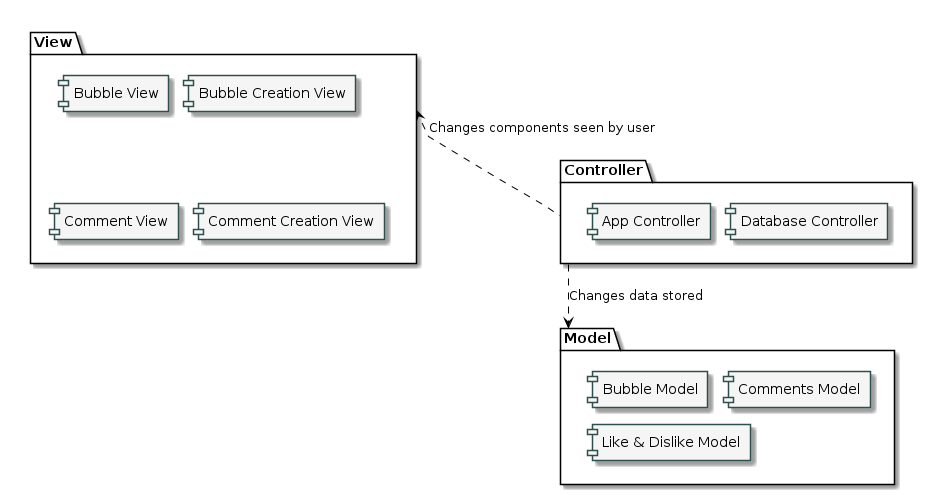 View
Bubble View
Bubble Creation View
Comment View
Comment Creation View
Changes components seen by user
Controller
App Controller
Database Controller
Changes data stored
Model
Bubble Model
Comments Model
Like & Dislike Model